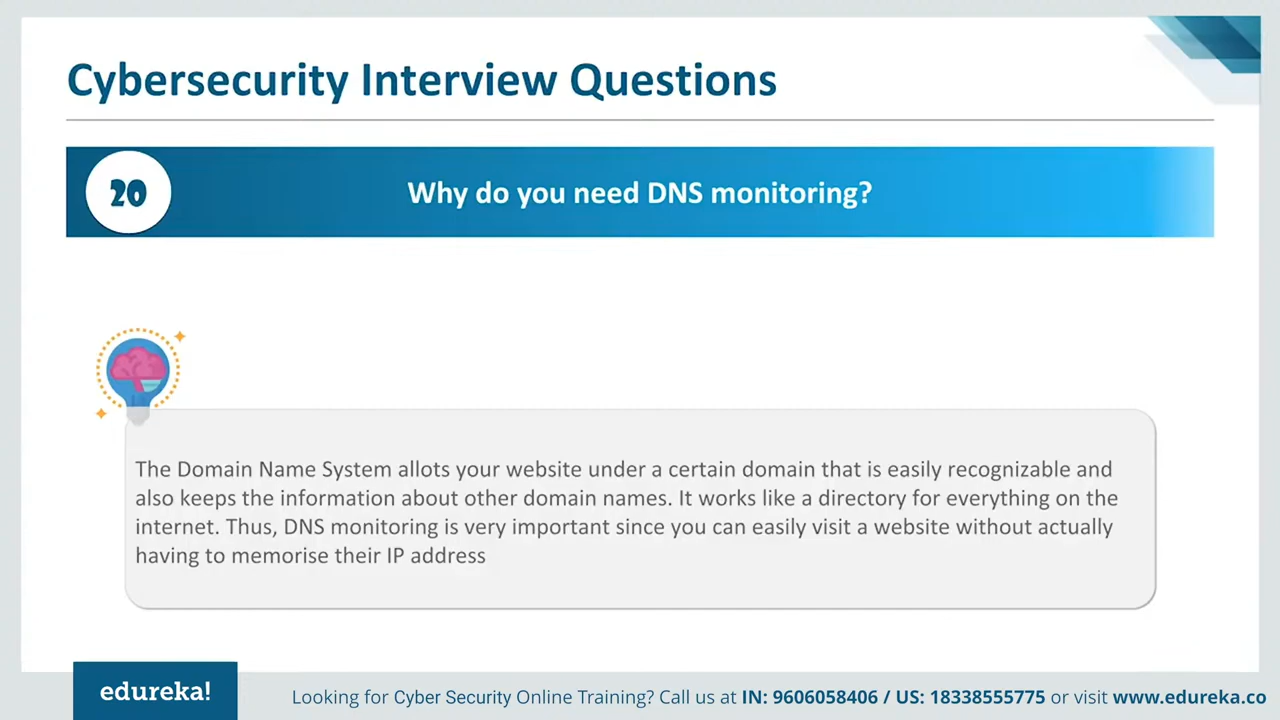 Cybersecurity Interview Questions
20
Why do you need DNS monitoring?
The Domain Name System allots your website under a certain domain that is easily recognizable and
also keeps the information about other domain names. It works like a directory for everything on the
internet. Thus, DNS monitoring is very important since you can easily visit a website without actually
having to memorise their IP address
edureka!
Looking for Cyber Security Online Training? Call us at IN: 9606058406 / US: 18338555775 or visit www.edureka.co